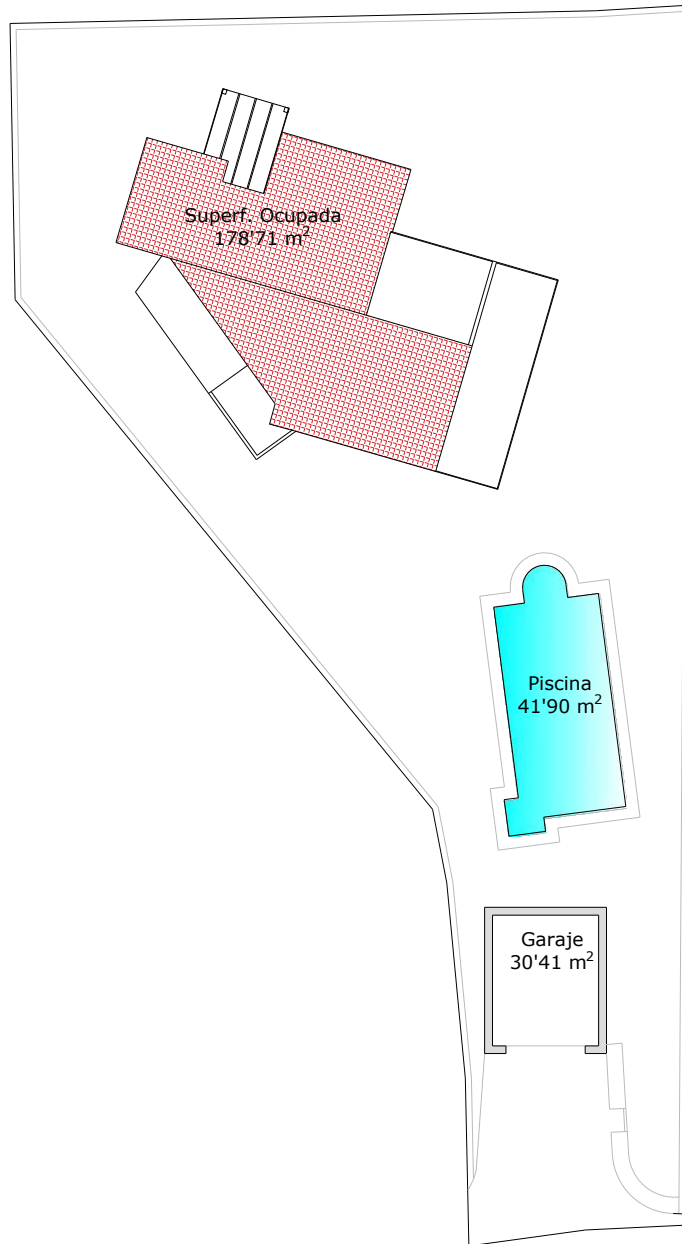 Superf. Ocupada
178'71 m²
Piscina
41'90 m²
Garaje
30'41 m²